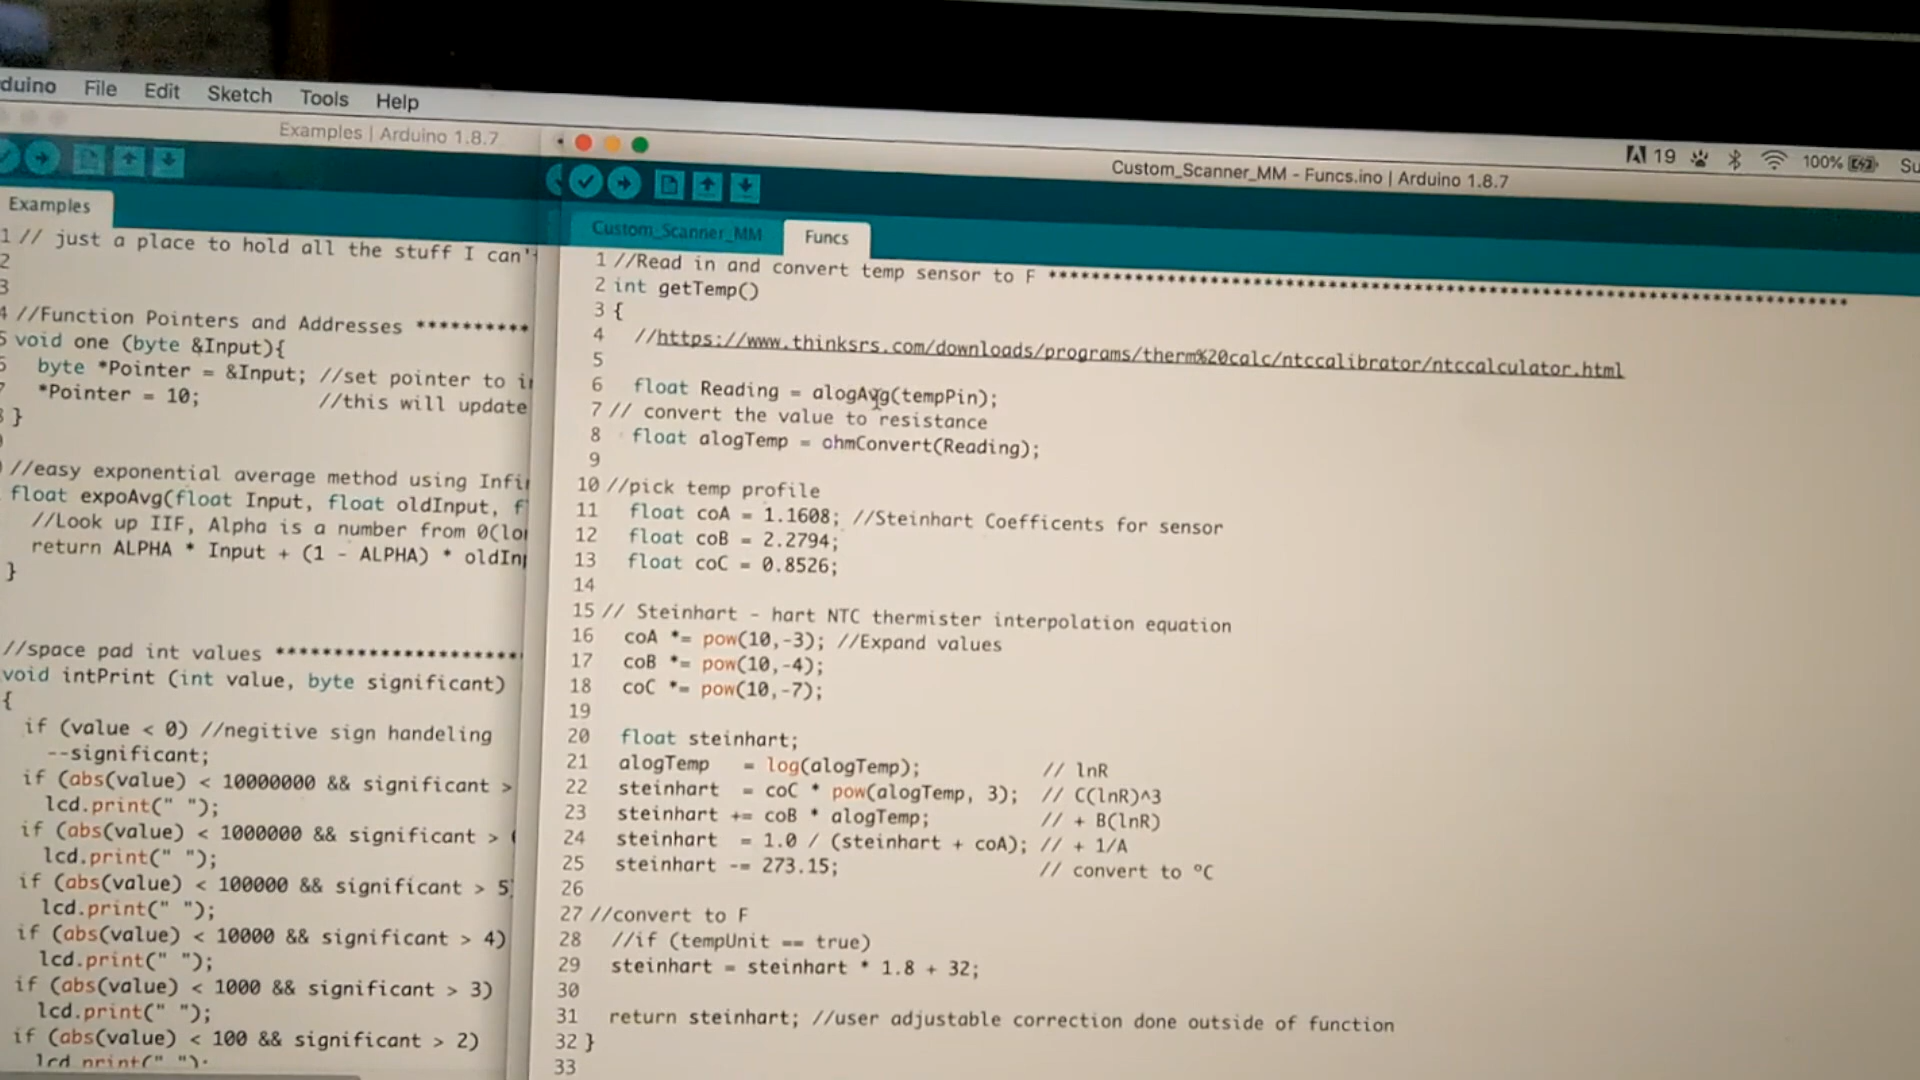 duino File Edit Sketch Tools Help
19 100% Su
Examples | Arduino 1.8.7
Examples
1 // just a place to hold all the stuff I can'
2
3
4 //Function Pointers and Addresses **********
5 void one (byte &Input){
byte *Pointer = &Input; //set pointer to i
*Pointer = 10; //this will update
}
//easy exponential average method using Infi
float expoAvg(float Input, float oldInput, f
//Look up IIF, Alpha is a number from 0(lo
return ALPHA * Input + (1 - ALPHA) * oldInp
}
//space pad int values
void intPrint (int value, byte significant)
{
if (value < 0) //negitive sign handeling
--significant;
if (abs(value) < 10000000 && significant >
lcd.print(" ");
if (abs(value) < 1000000 && significant >
lcd.print(" ");
if (abs(value) < 100000 && significant > 5
lcd.print(" ");
if (abs(value) < 10000 && significant > 4)
lcd.print(" ");
if (abs(value) < 1000 && significant > 3)
lcd.print(" ");
if (abs(value) < 100 && significant > 2)
lcd.print(" ");
Custom_Scanner_MM - Funcs.ino | Arduino 1.8.7
Custom_Scanner_MM Funcs
1 //Read in and convert temp sensor to F
2 int getTemp()
3 {
4 //https://www.thinksrs.com/downloads/programs/therm%20calc/ntccalibrator/ntccalculator.html
5
6 float Reading = alogAvg(tempPin);
7 // convert the value to resistance
8 float alogTemp = ohmConvert(Reading);
9
10 //pick temp profile
11 float coA = 1.1608; //Steinhart Coefficents for sensor
12 float coB = 2.2794;
13 float coC = 0.8526;
14
15 // Steinhart - hart NTC thermister interpolation equation
16 coA *= pow(10,-3); //Expand values
17 coB *= pow(10,-4);
18 coC *= pow(10,-7);
19
20 float steinhart;
21 alogTemp = log(alogTemp); // lnR
22 steinhart = coC * pow(alogTemp, 3); // C(lnR)^3
23 steinhart += coB * alogTemp; // + B(lnR)
24 steinhart = 1.0 / (steinhart + coA); // + 1/A
25 steinhart -= 273.15; // convert to °C
26
27 //convert to F
28 //if (tempUnit == true)
29 steinhart = steinhart * 1.8 + 32;
30
31 return steinhart; //user adjustable correction done outside of function
32 }
33